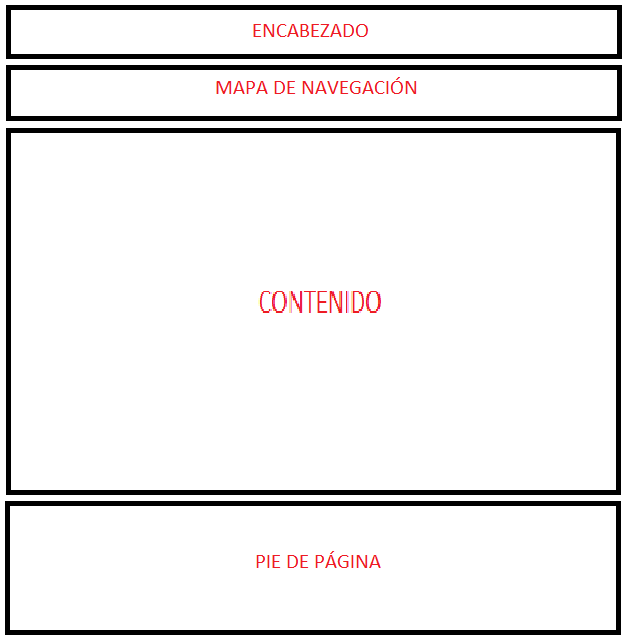 ENCABEZADO
MAPA DE NAVEGACIÓN
CONTENIDO
PIE DE PÁGINA